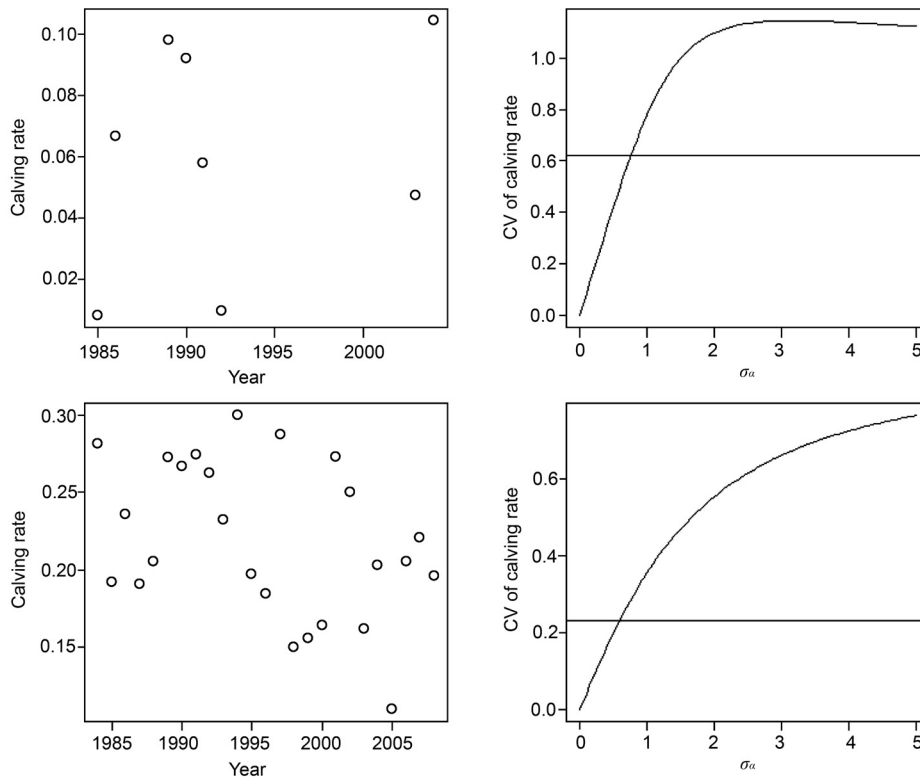 Calving rate
0.10
0.08
0.06
0.04
0.02
1985 1990 1995 2000
Year
CV of calving rate
1.0
0.8
0.6
0.4
0.2
0.0
0 1 2 3 4 5
σα
Calving rate
0.30
0.25
0.20
0.15
1985 1990 1995 2000 2005
Year
CV of calving rate
0.6
0.4
0.2
0.0
0 1 2 3 4 5
σα